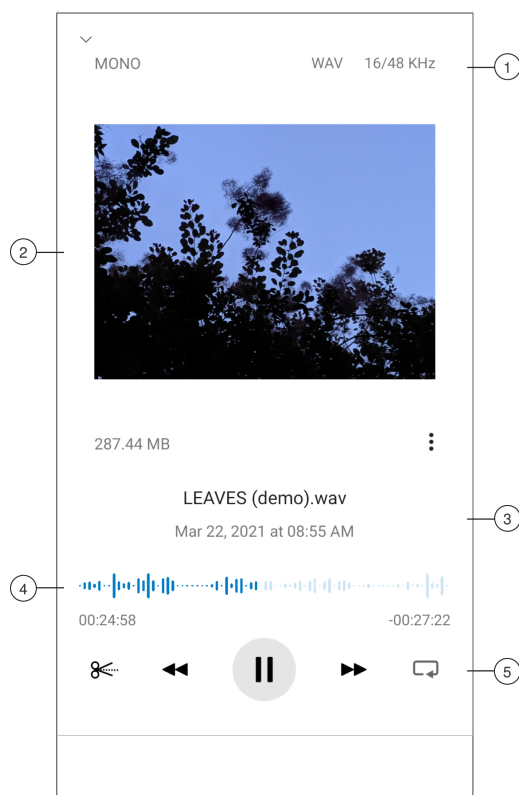 MONO WAV 16/48 KHz
1
2
287.44 MB
LEAVES (demo).wav
3
Mar 22, 2021 at 08:55 AM
4
00:24:58 -00:27:22
5